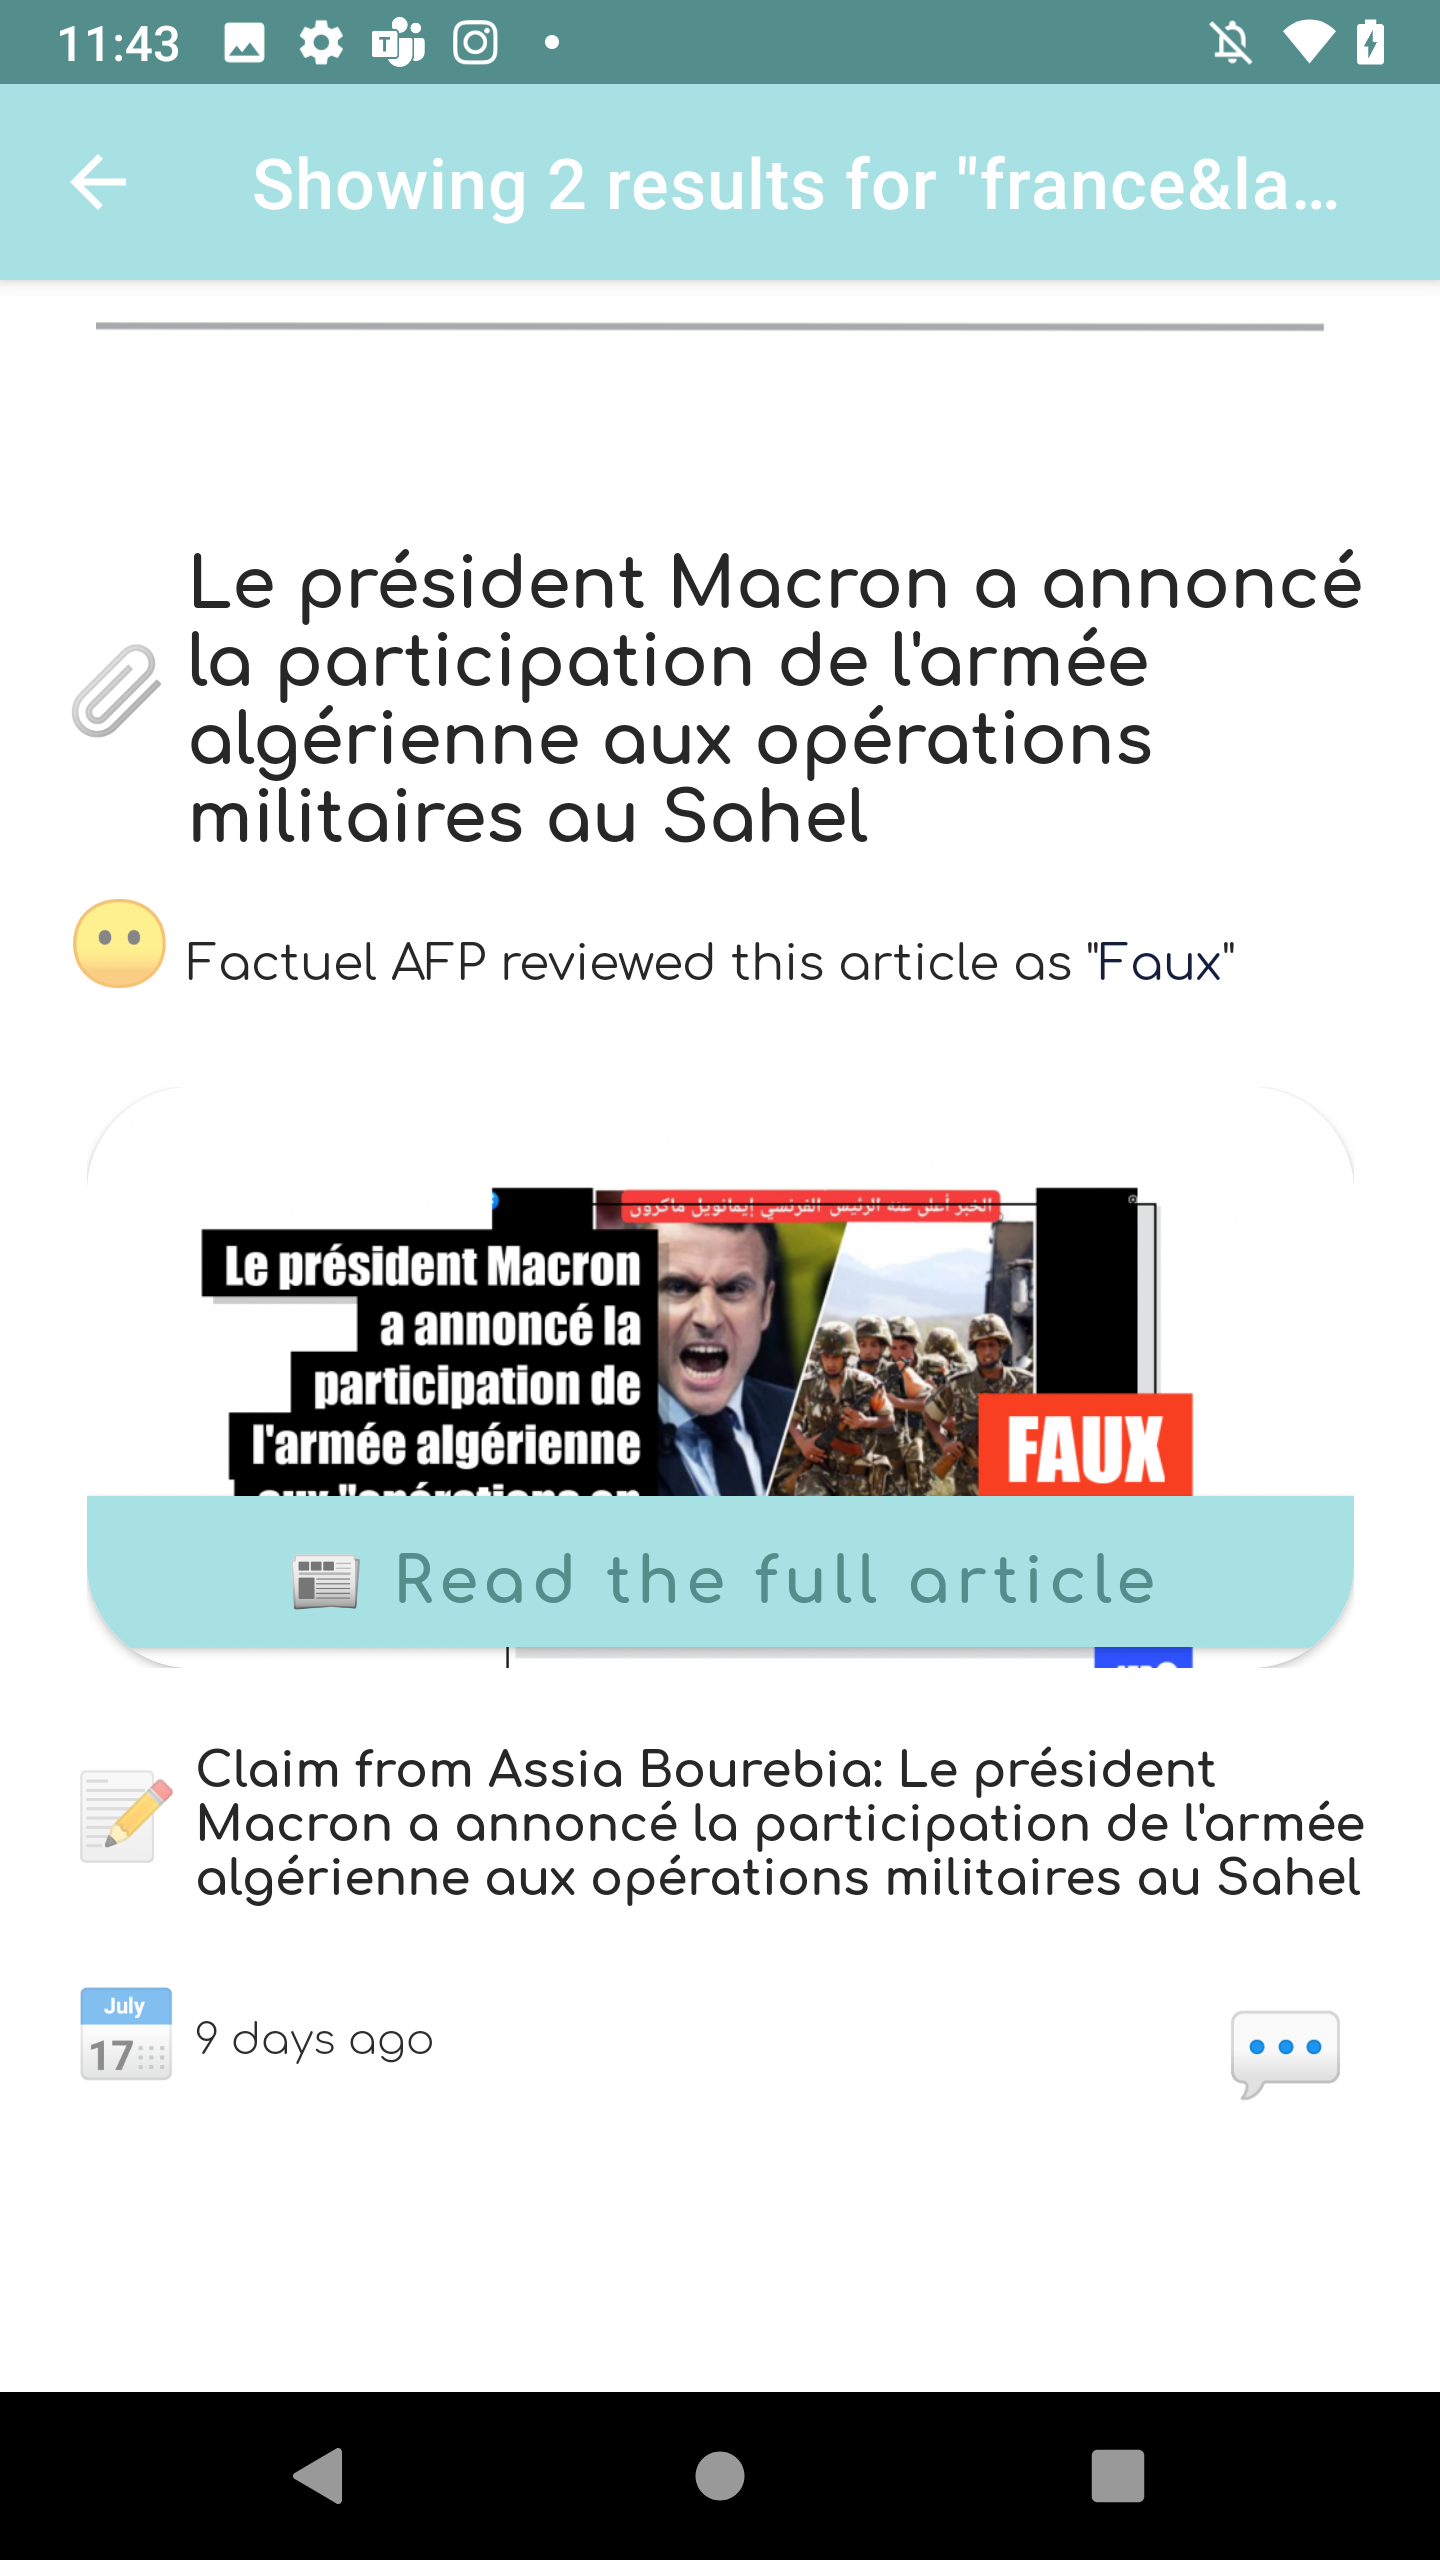 11:43
Showing 2 results for "france&la...
Le président Macron a annoncé
la participation de l'armée
algérienne aux opérations
militaires au Sahel
Factuel AFP reviewed this article as "Faux"
الخبر أعلن عنه الرئيس الفرنسي إيمانويل ماكرون
Le président Macron
a annoncé la
participation de
l'armée algérienne
FAUX
Read the full article
Claim from Assia Bourebia: Le président
Macron a annoncé la participation de l'armée
algérienne aux opérations militaires au Sahel
July
17
9 days ago